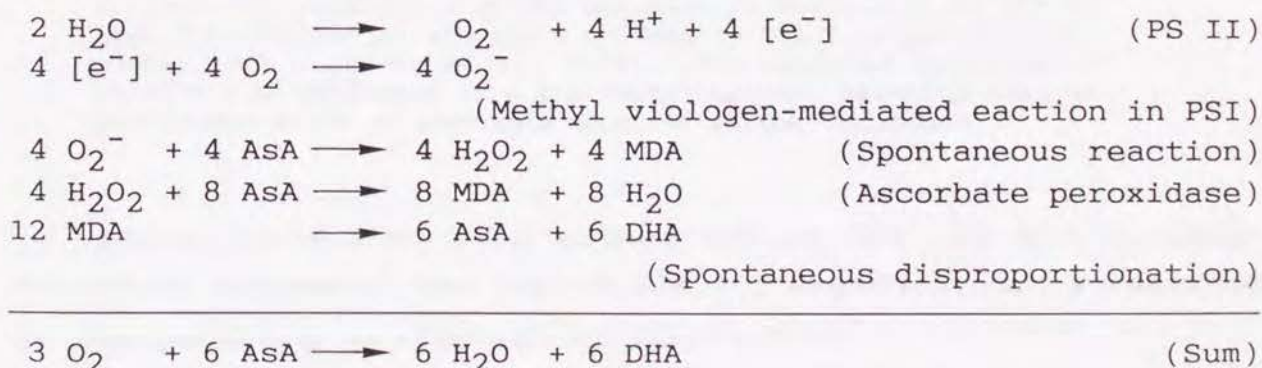 2 H₂O ⟶ O₂ + 4 H⁺ + 4 [e⁻] (PS II)
4 [e⁻] + 4 O₂ ⟶ 4 O₂⁻
(Methyl viologen-mediated eaction in PSI)
4 O₂⁻ + 4 AsA ⟶ 4 H₂O₂ + 4 MDA (Spontaneous reaction)
4 H₂O₂ + 8 AsA ⟶ 8 MDA + 8 H₂O (Ascorbate peroxidase)
12 MDA ⟶ 6 AsA + 6 DHA
(Spontaneous disproportionation)
3 O₂ + 6 AsA ⟶ 6 H₂O + 6 DHA (Sum)